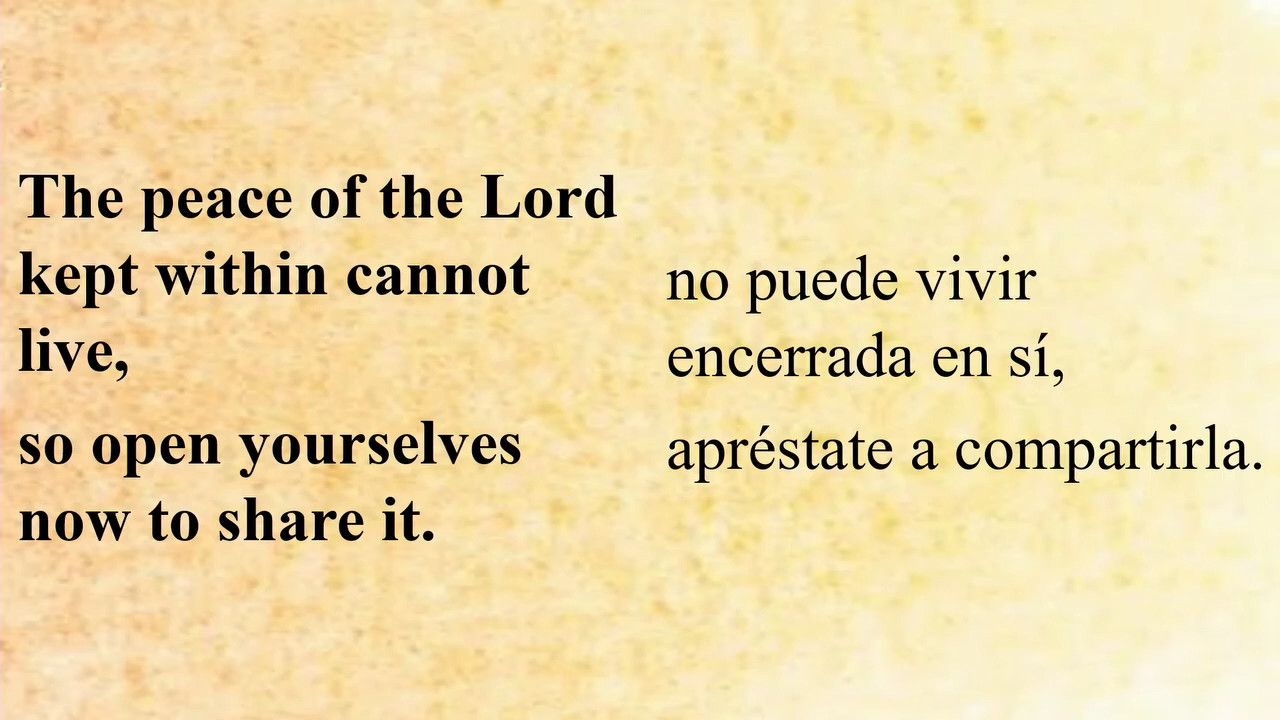 The peace of the Lord
kept within cannot
live,
so open yourselves
now to share it.
no puede vivir
encerrada en sí,
apréstate a compartirla.